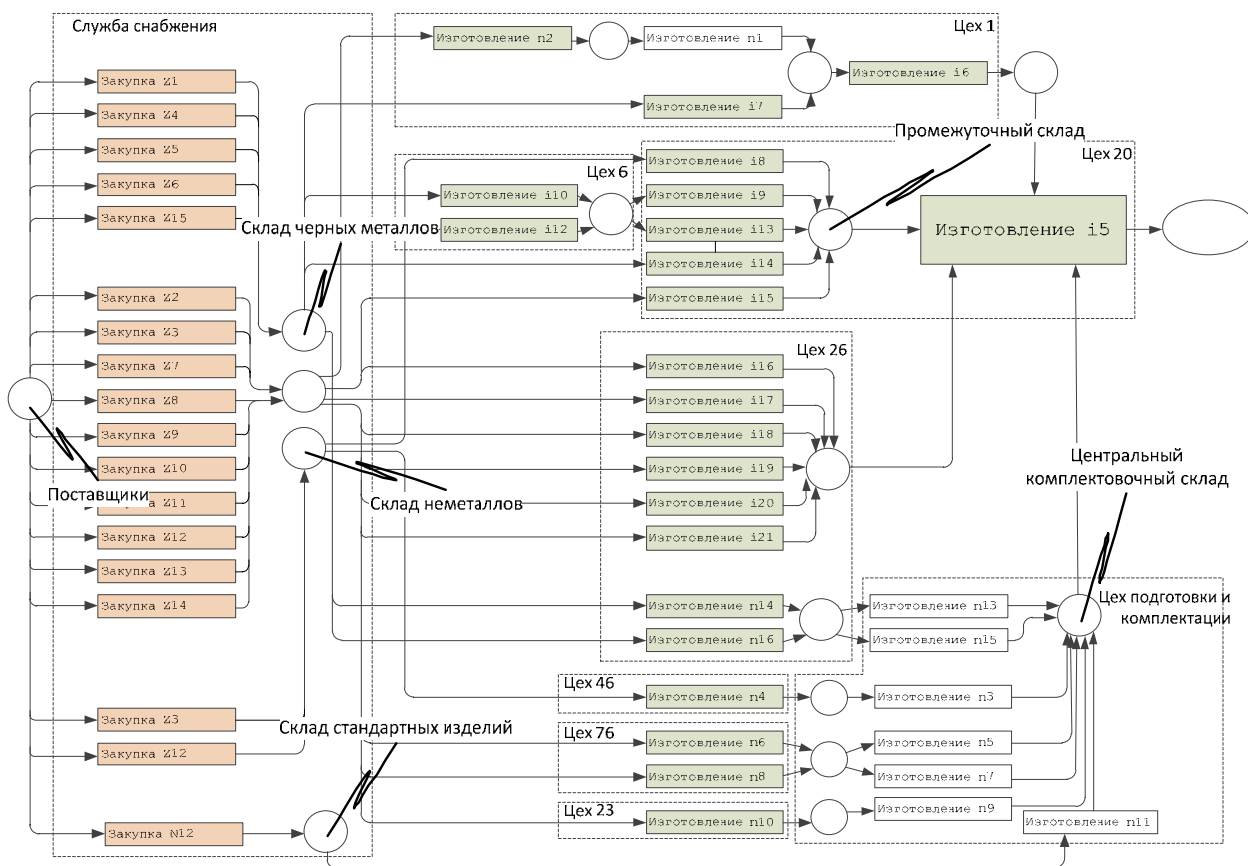 Служба снабжения
Закупка Z1
Закупка Z4
Закупка Z5
Закупка Z6
Закупка Z15
Закупка Z2
Закупка Z3
Закупка Z7
Закупка Z8
Закупка Z9
Закупка Z10
Закупка Z11
Закупка Z12
Закупка Z13
Закупка Z14
Закупка Z3
Закупка Z12
Закупка N12
Поставщики
Склад черных металлов
Склад неметаллов
Склад стандартных изделий
Цех 1
Изготовление n2
Изготовление n1
Изготовление i6
Изготовление i7
Промежуточный склад
Цех 6
Изготовление i10
Изготовление i12
Цех 20
Изготовление i8
Изготовление i9
Изготовление i13
Изготовление i14
Изготовление i15
Изготовление i5
Цех 26
Изготовление i16
Изготовление i17
Изготовление i18
Изготовление i19
Изготовление i20
Изготовление i21
Изготовление n14
Изготовление n16
Центральный
комплектовочный склад
Цех подготовки и
комплектации
Изготовление n13
Изготовление n15
Цех 46
Изготовление n4
Изготовление n3
Цех 76
Изготовление n6
Изготовление n8
Изготовление n5
Изготовление n7
Цех 23
Изготовление n10
Изготовление n9
Изготовление n11